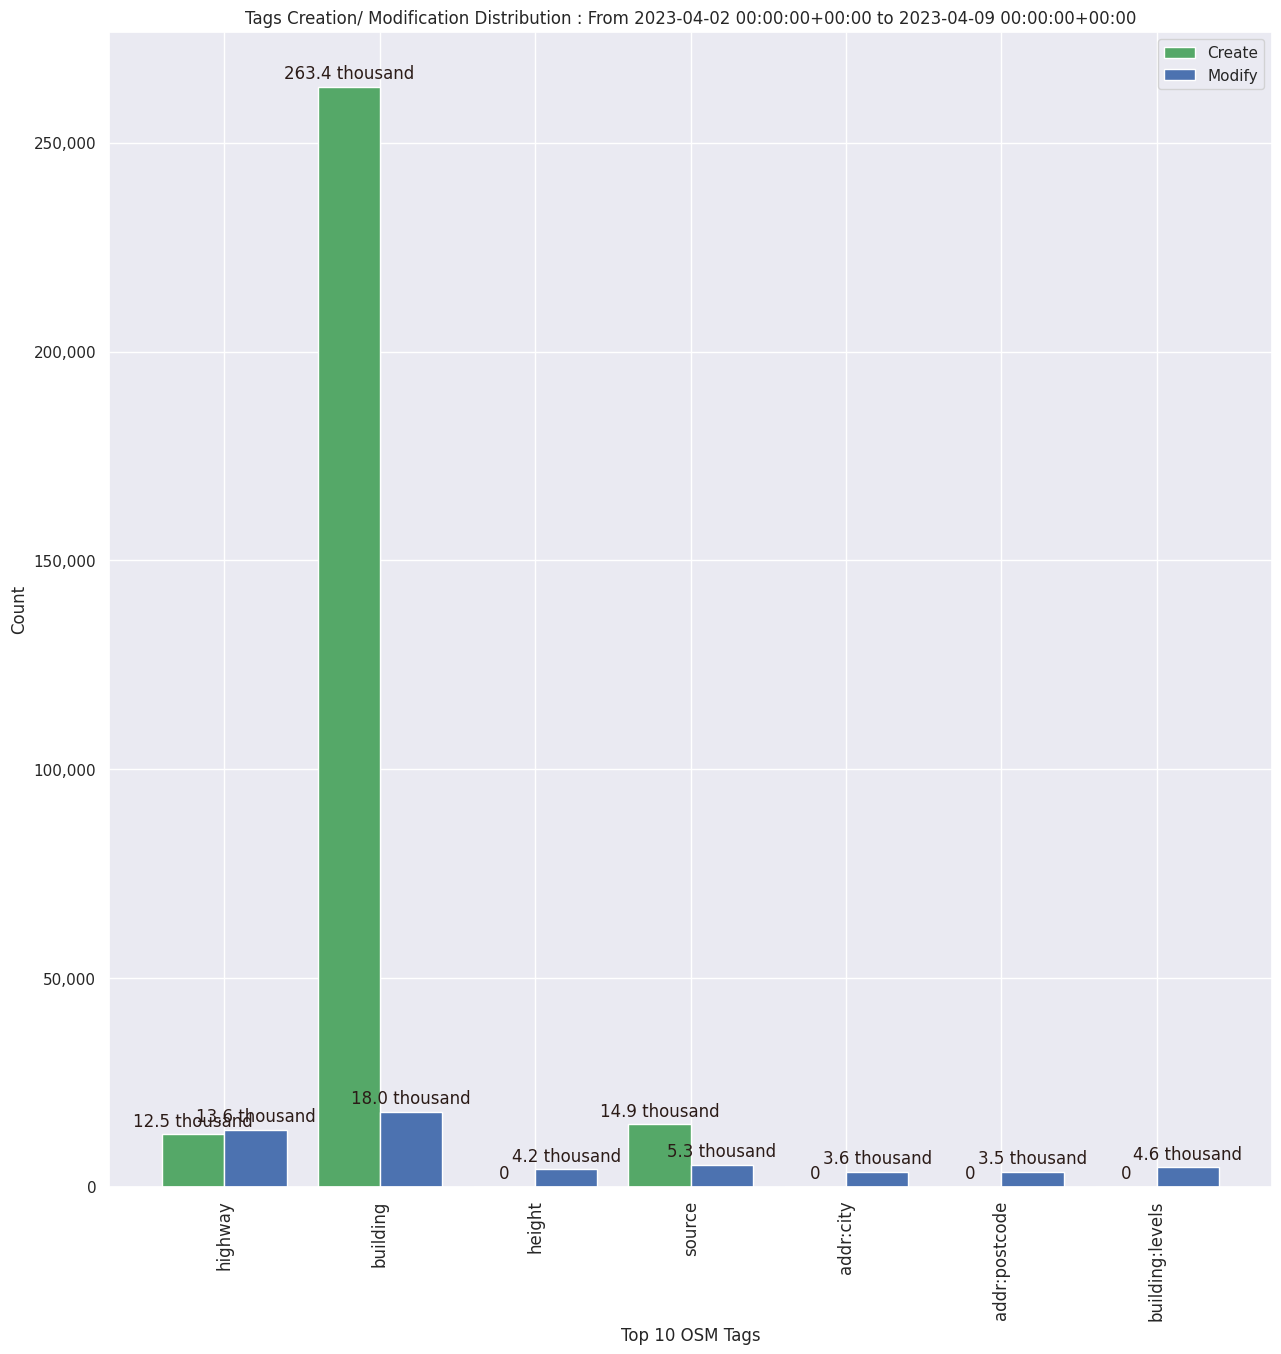 Tags Creation/ Modification Distribution : From 2023-04-02 00:00:00+00:00 to 2023-04-09 00:00:00+00:00
Create
Modify
263.4 thousand
250,000
200,000
150,000
100,000
50,000
0
Count
12.5 thousand
13.6 thousand
18.0 thousand
0
4.2 thousand
14.9 thousand
5.3 thousand
0
3.6 thousand
0
3.5 thousand
0
4.6 thousand
highway
building
height
source
addr:city
addr:postcode
building:levels
Top 10 OSM Tags